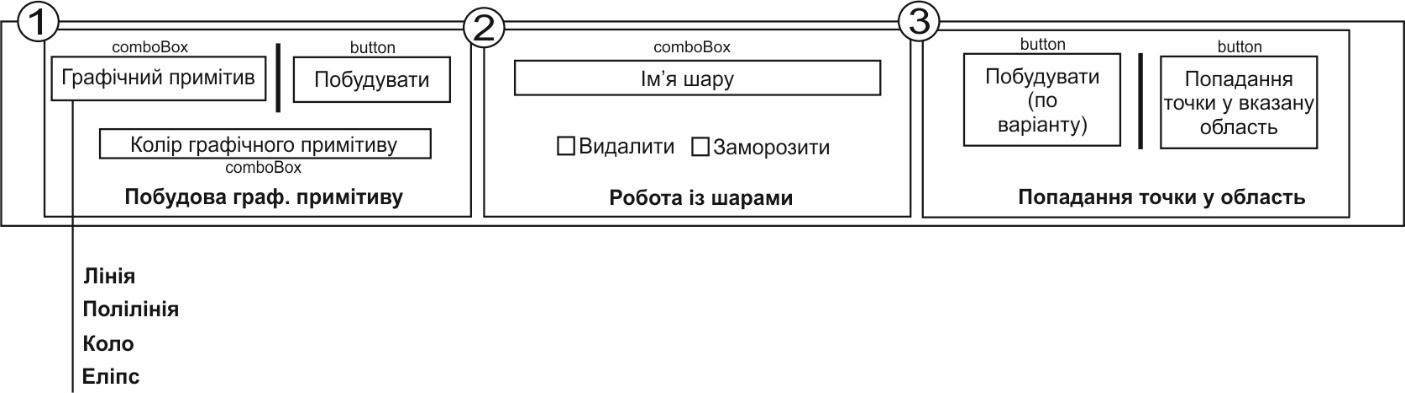 1
comboBox
button
Графічний примітив
Побудувати
Колір графічного примітиву
comboBox
Побудова граф. примітиву
2
comboBox
Ім’я шару
Видалити
Заморозити
Робота із шарами
3
button
button
Побудувати
(по
варіанту)
Попадання
точки у вказану
область
Попадання точки у область
Лінія
Полілінія
Коло
Еліпс